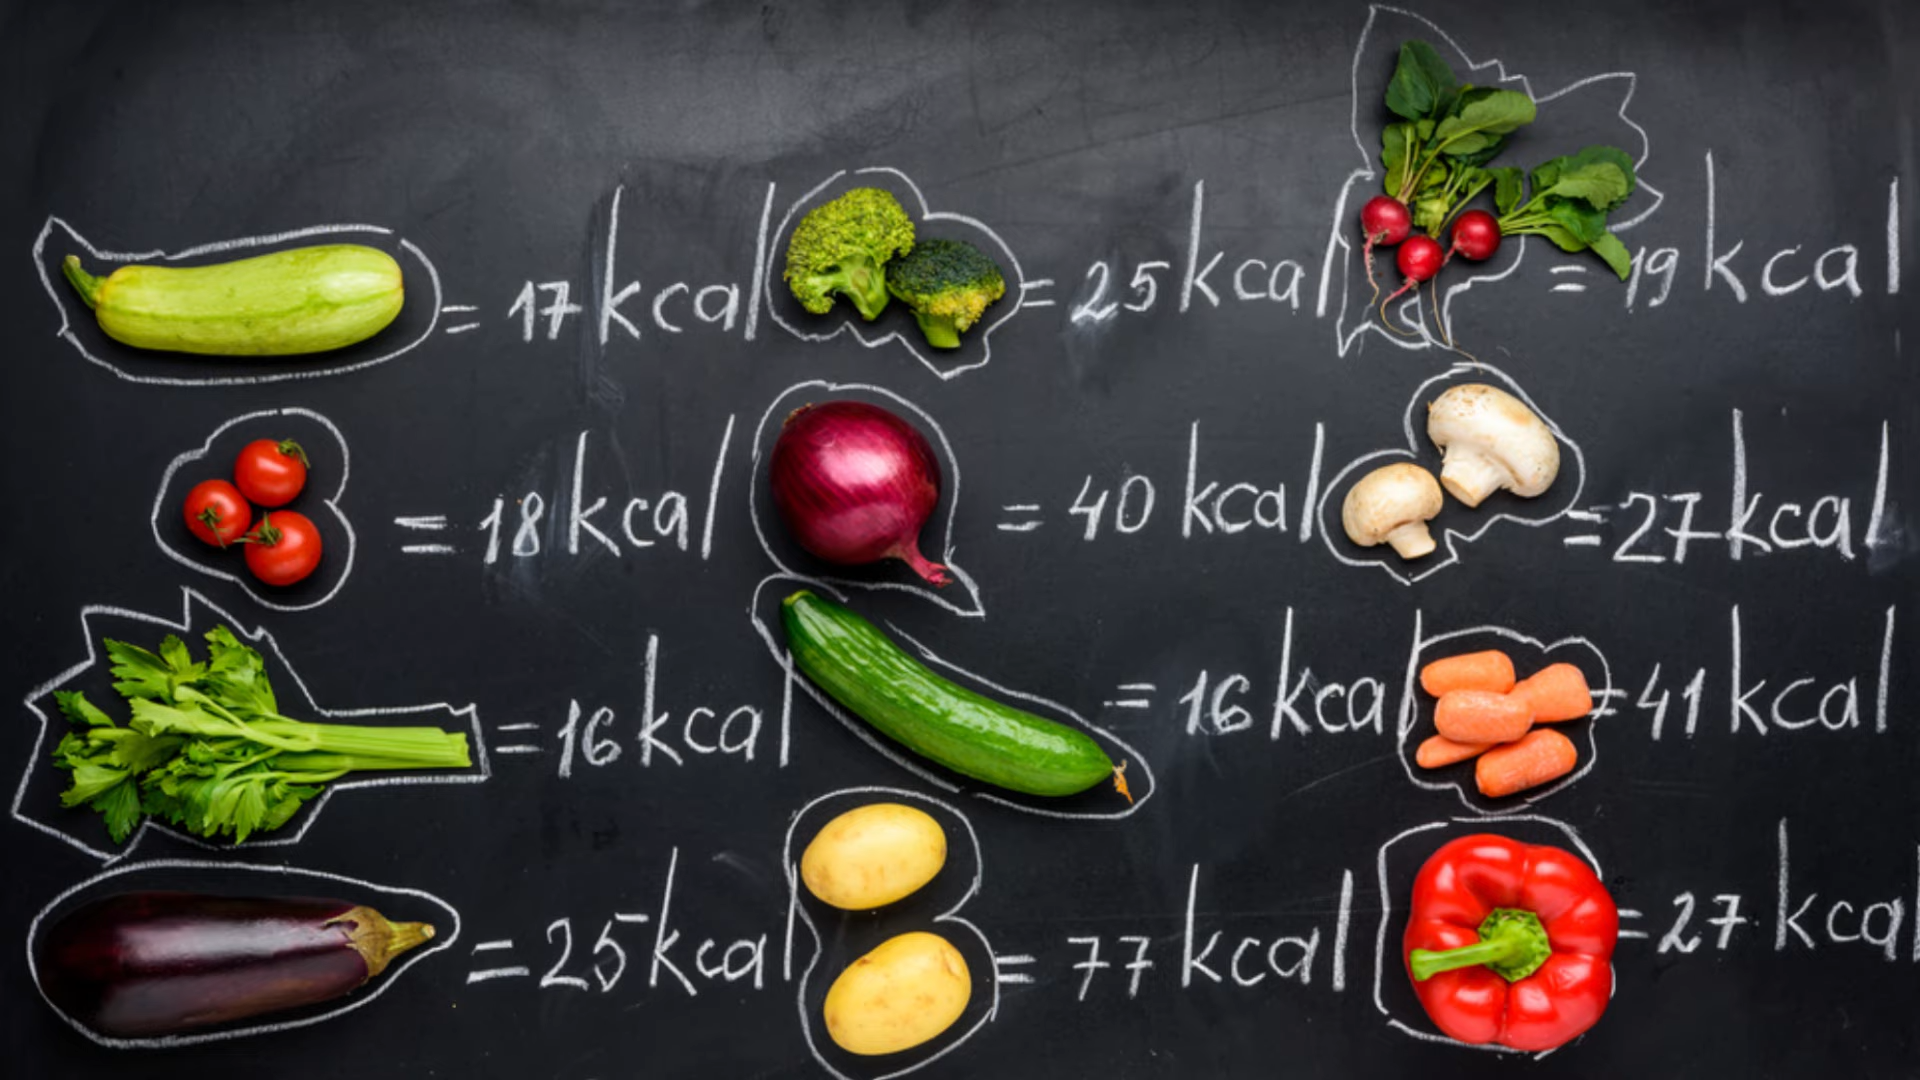 = 17 kcal = 25 kcal = 19 kcal
= 18 kcal = 40 kcal = 27 kcal
= 16 kcal = 16 kcal = 41 kcal
= 25 kcal = 77 kcal = 27 kcal